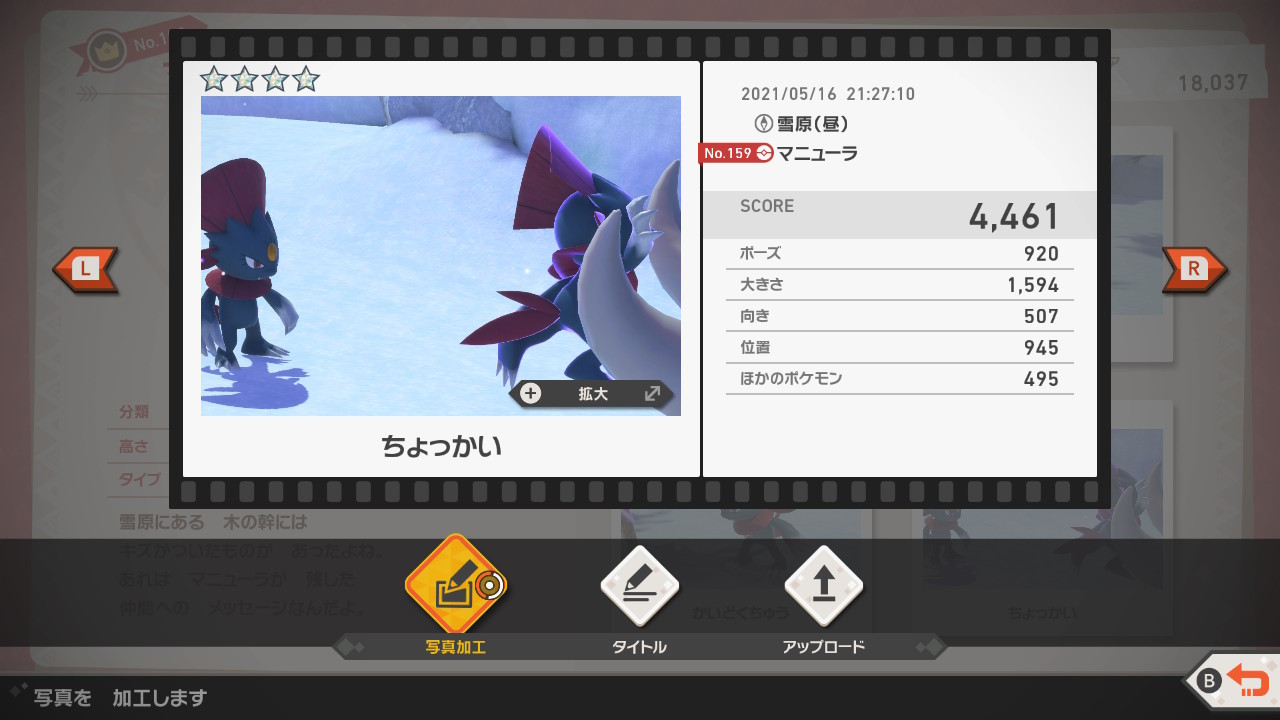 No.1
18,037
2021/05/16 21:27:10
雪原(昼)
No.159 マニューラ
SCORE 4,461
ポーズ 920
大きさ 1,594
向き 507
位置 945
ほかのポケモン 495
L
R
+ 拡大
ちょっかい
分類
高さ
タイプ
雪原にある 木の幹には
キズがついたものが あったよね。
あれは マニューラが 残した
仲間への メッセージなんだよ。
かいどくちゅう
ちょっかい
写真加工
タイトル
アップロード
B
写真を 加工します